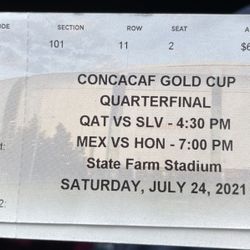 SECTION ROW SEAT
101 11 2
CONCACAF GOLD CUP
QUARTERFINAL
QAT VS SLV - 4:30 PM
MEX VS HON - 7:00 PM
State Farm Stadium
SATURDAY, JULY 24, 2021